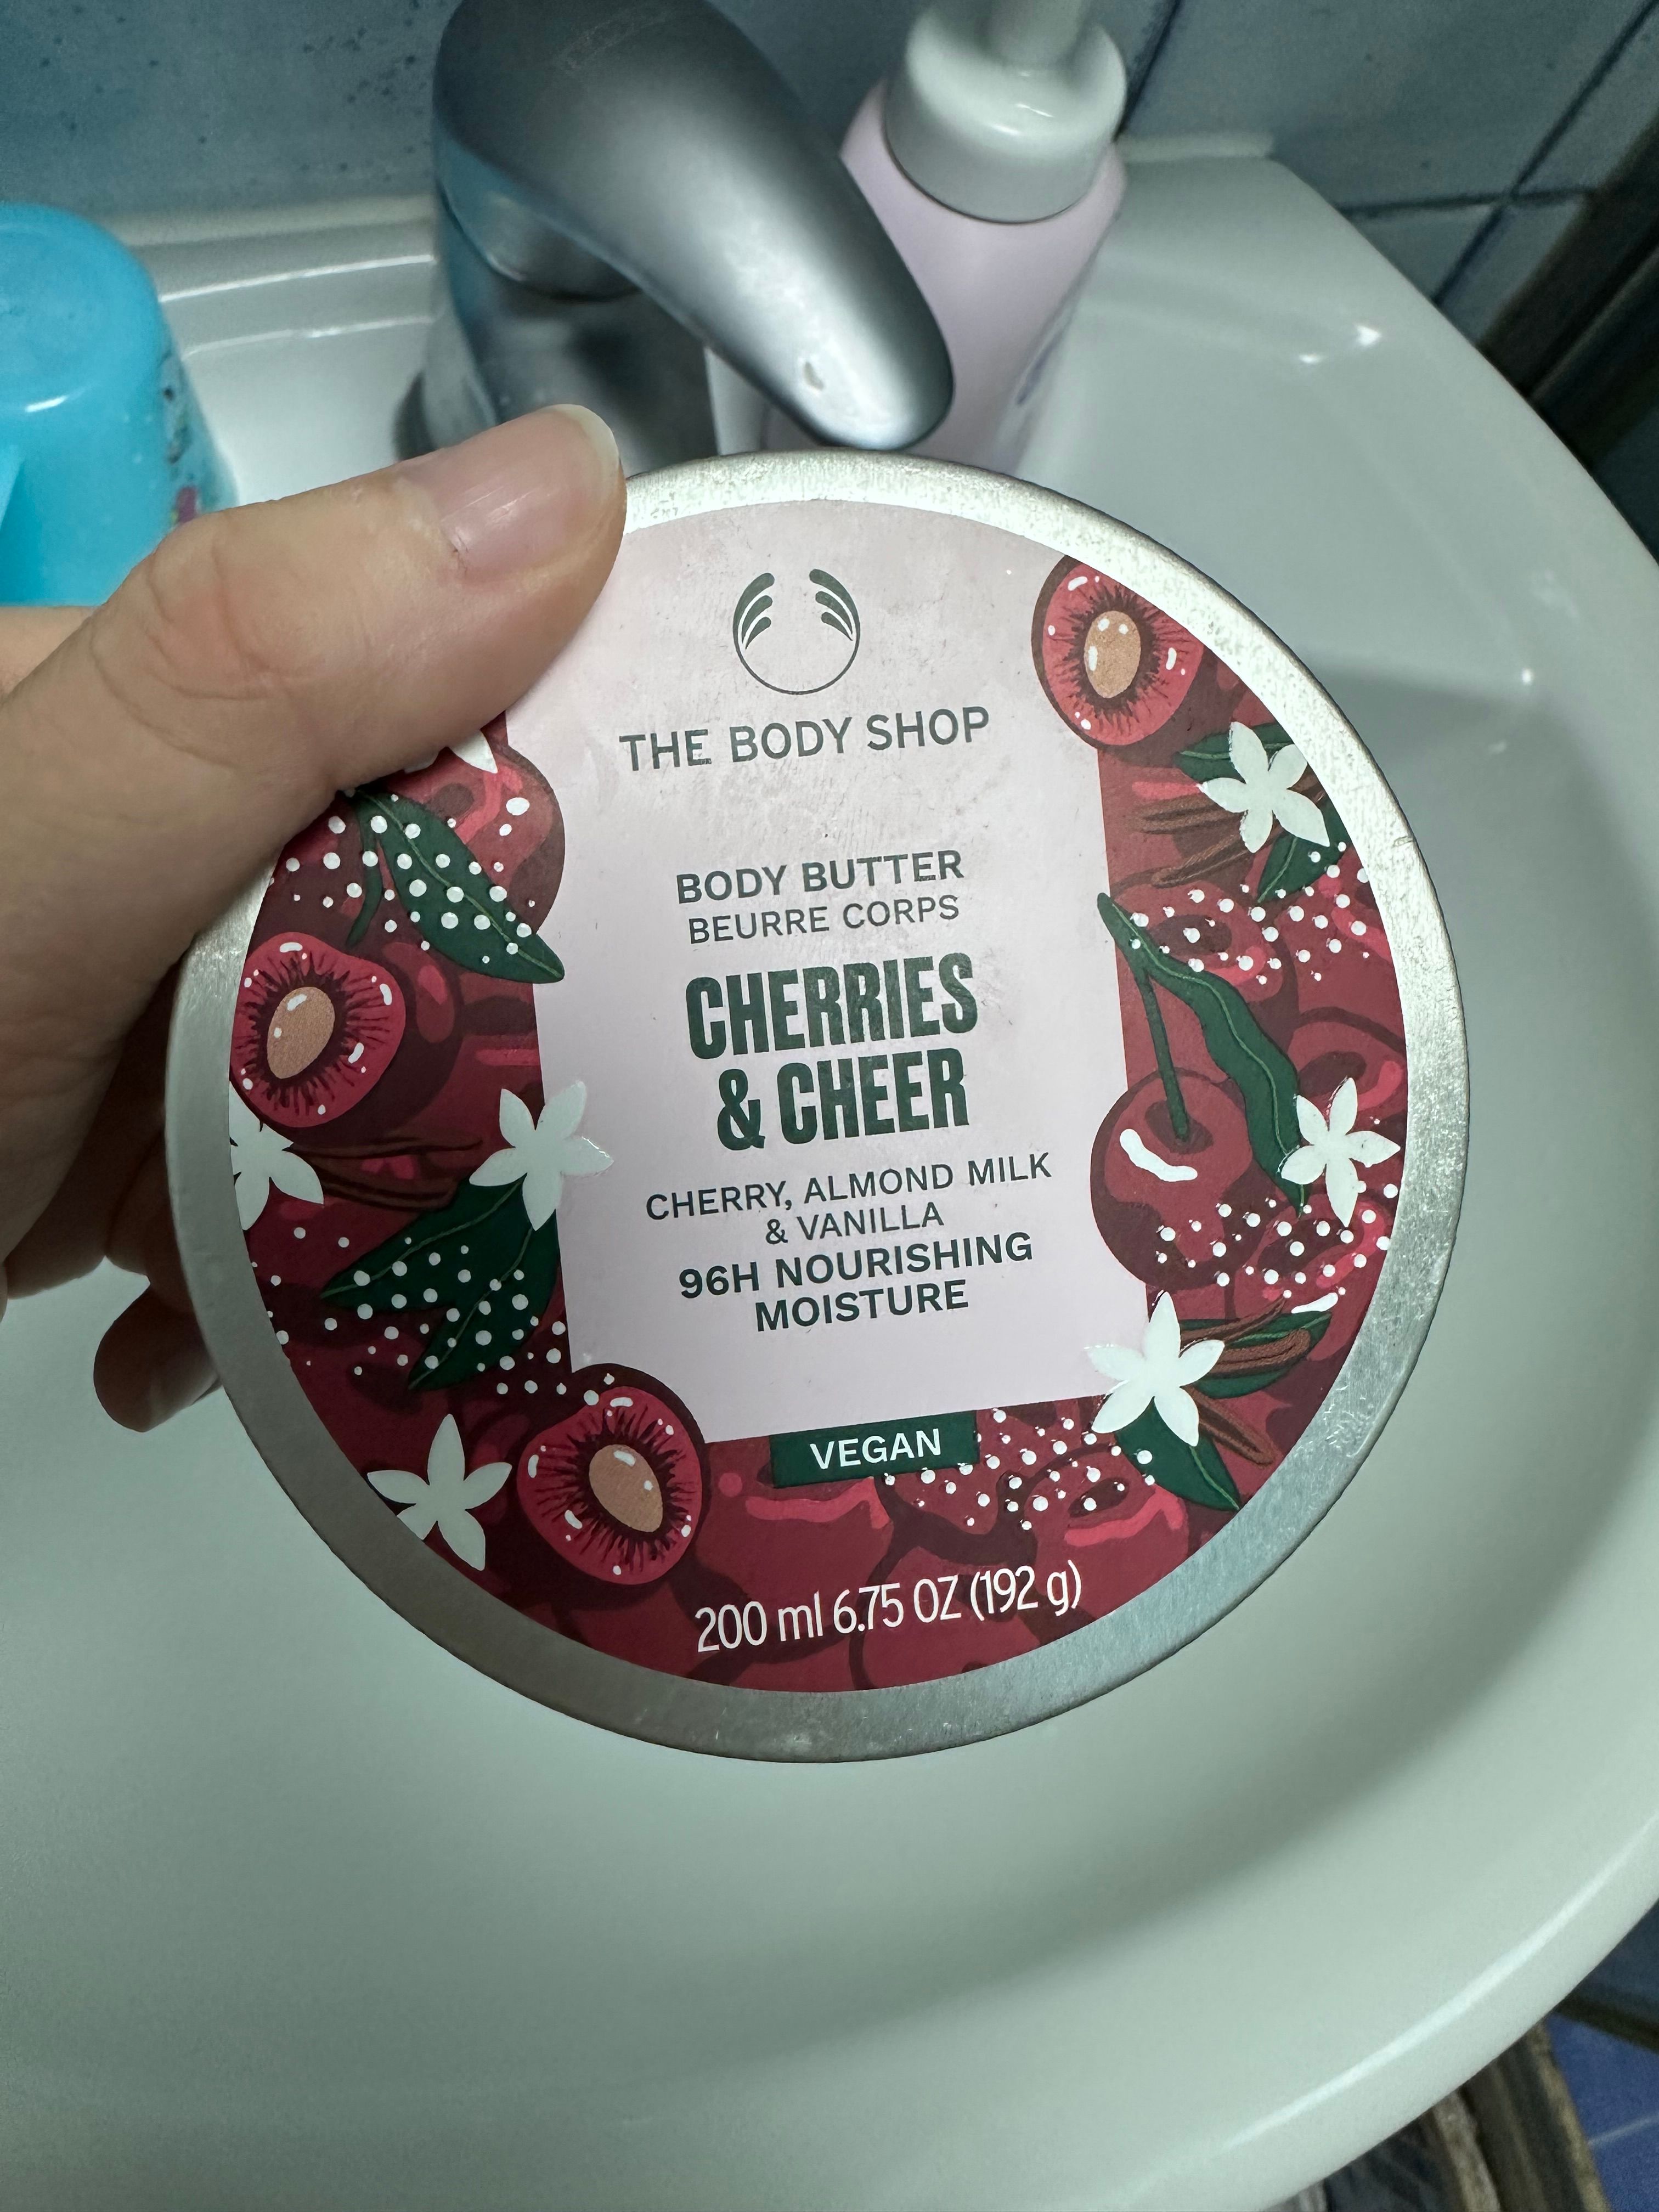 THE BODY SHOP
BODY BUTTER
BEURRE CORPS
CHERRIES
& CHEER
CHERRY, ALMOND MILK
& VANILLA
96H NOURISHING
MOISTURE
VEGAN
200 ml 6.75 OZ (192 g)